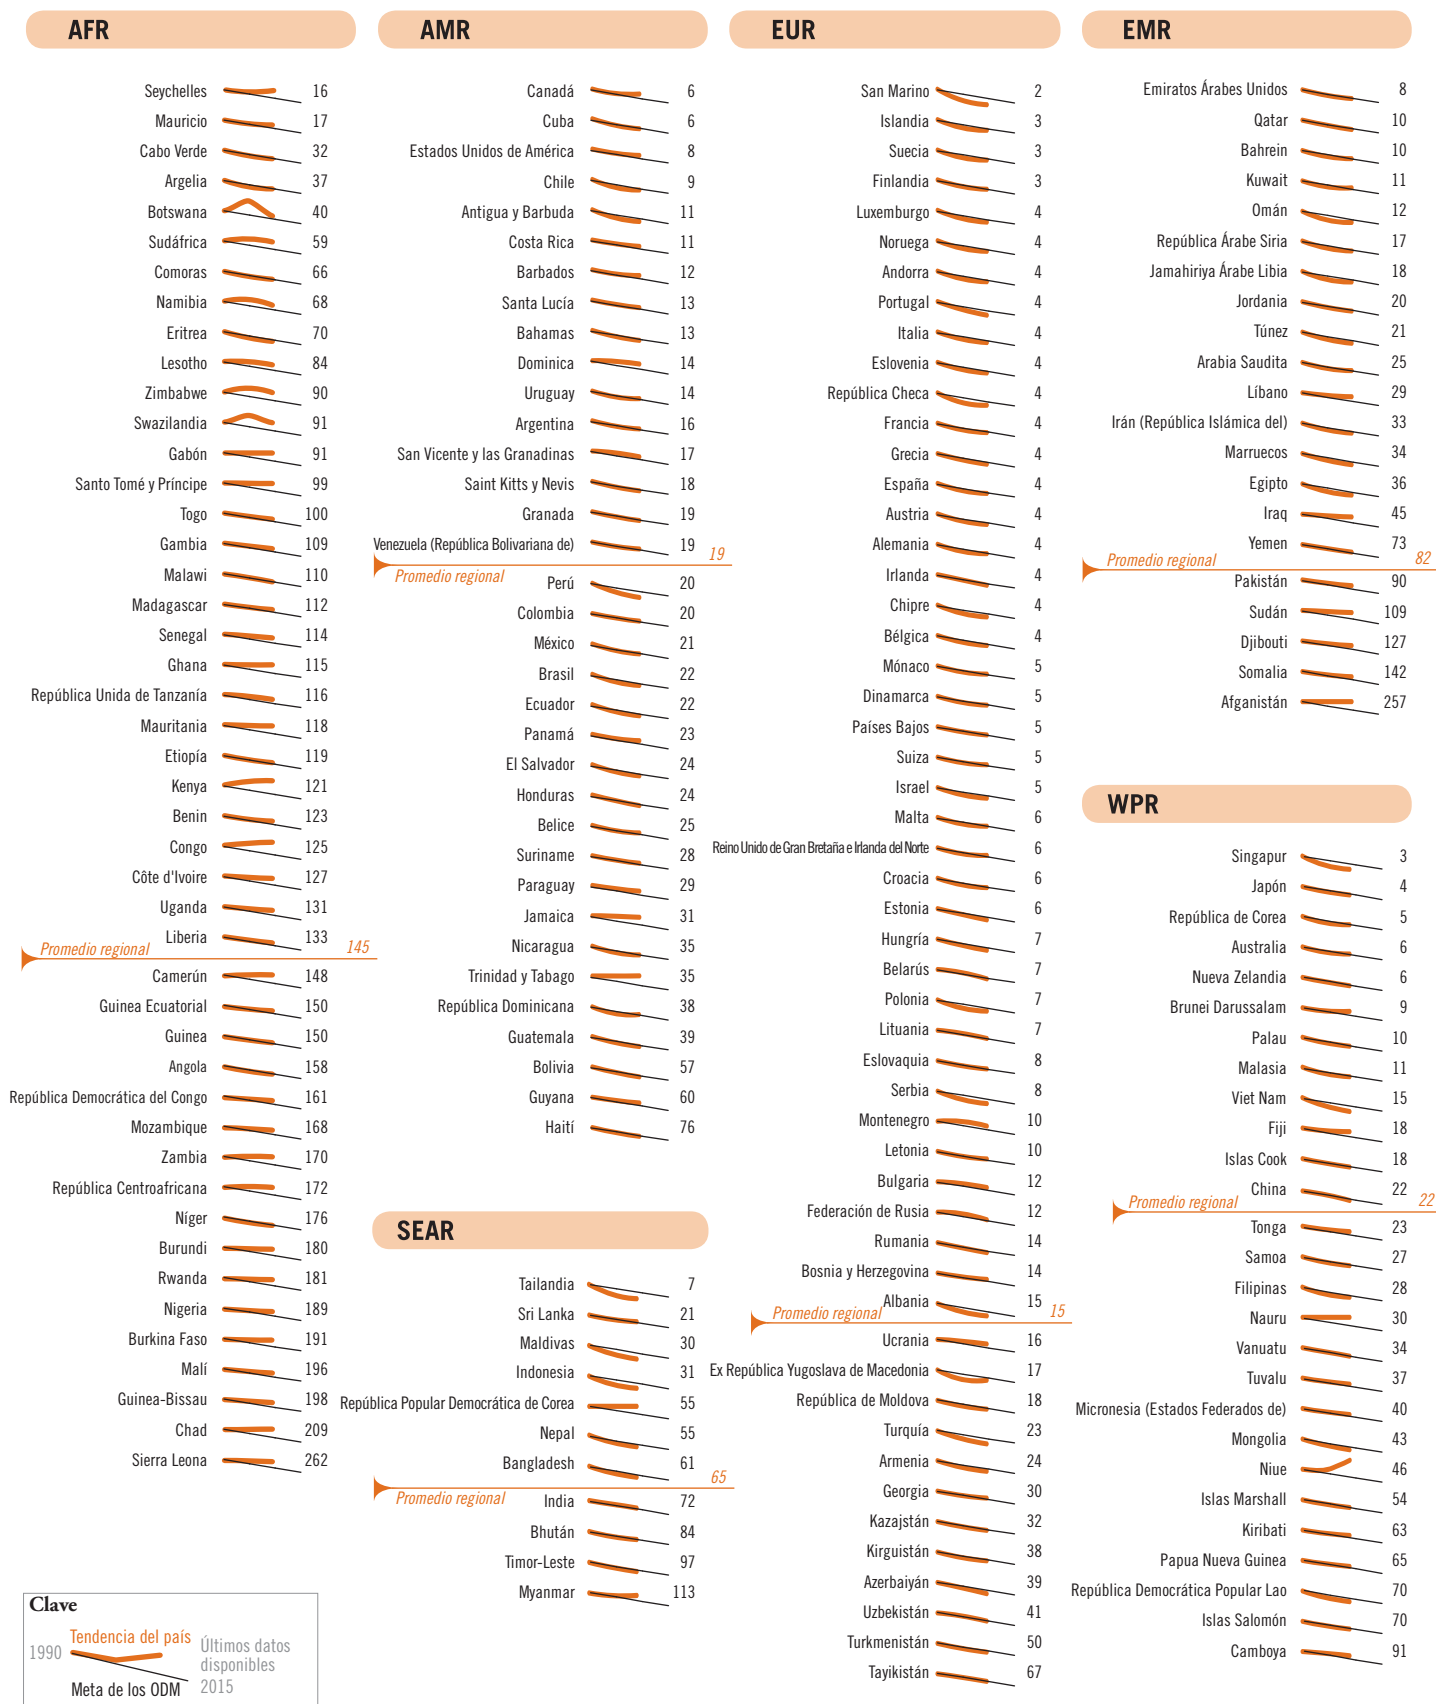 AFR
Seychelles 16
Mauricio 17
Cabo Verde 32
Argelia 37
Botswana 40
Sudáfrica 59
Comoras 66
Namibia 68
Eritrea 70
Lesotho 84
Zimbabwe 90
Swazilandia 91
Gabón 91
Santo Tomé y Príncipe 99
Togo 100
Gambia 109
Malawi 110
Madagascar 112
Senegal 114
Ghana 115
República Unida de Tanzanía 116
Mauritania 118
Etiopía 119
Kenya 121
Benin 123
Congo 125
Côte d'Ivoire 127
Uganda 131
Liberia 133
Promedio regional 145
Camerún 148
Guinea Ecuatorial 150
Guinea 150
Angola 158
República Democrática del Congo 161
Mozambique 168
Zambia 170
República Centroafricana 172
Níger 176
Burundi 180
Rwanda 181
Nigeria 189
Burkina Faso 191
Malí 196
Guinea-Bissau 198
Chad 209
Sierra Leona 262
Clave
Tendencia del país
1990
Últimos datos
disponibles
2015
Meta de los ODM
AMR
Canadá 6
Cuba 6
Estados Unidos de América 8
Chile 9
Antigua y Barbuda 11
Costa Rica 11
Barbados 12
Santa Lucía 13
Bahamas 13
Dominica 14
Uruguay 14
Argentina 16
San Vicente y las Granadinas 17
Saint Kitts y Nevis 18
Granada 19
Venezuela (República Bolivariana de) 19
Promedio regional 19
Perú 20
Colombia 20
México 21
Brasil 22
Ecuador 22
Panamá 23
El Salvador 24
Honduras 24
Belice 25
Suriname 28
Paraguay 29
Jamaica 31
Nicaragua 35
Trinidad y Tabago 35
República Dominicana 38
Guatemala 39
Bolivia 57
Guyana 60
Haití 76
SEAR
Tailandia 7
Sri Lanka 21
Maldivas 30
Indonesia 31
República Popular Democrática de Corea 55
Nepal 55
Bangladesh 61
Promedio regional 65
India 72
Bhután 84
Timor-Leste 97
Myanmar 113
EUR
San Marino 2
Islandia 3
Suecia 3
Finlandia 3
Luxemburgo 4
Noruega 4
Andorra 4
Portugal 4
Italia 4
Eslovenia 4
República Checa 4
Francia 4
Grecia 4
España 4
Austria 4
Alemania 4
Irlanda 4
Chipre 4
Bélgica 4
Mónaco 5
Dinamarca 5
Países Bajos 5
Suiza 5
Israel 5
Malta 6
Reino Unido de Gran Bretaña e Irlanda del Norte 6
Croacia 6
Estonia 6
Hungría 7
Belarús 7
Polonia 7
Lituania 7
Eslovaquia 8
Serbia 8
Montenegro 10
Letonia 10
Bulgaria 12
Federación de Rusia 12
Rumania 14
Bosnia y Herzegovina 14
Albania 15
Promedio regional 15
Ucrania 16
Ex República Yugoslava de Macedonia 17
República de Moldova 18
Turquía 23
Armenia 24
Georgia 30
Kazajstán 32
Kirguistán 38
Azerbaiyán 39
Uzbekistán 41
Turkmenistán 50
Tayikistán 67
EMR
Emiratos Árabes Unidos 8
Qatar 10
Bahrein 10
Kuwait 11
Omán 12
República Árabe Siria 17
Jamahiriya Árabe Libia 18
Jordania 20
Túnez 21
Arabia Saudita 25
Líbano 29
Irán (República Islámica del) 33
Marruecos 34
Egipto 36
Iraq 45
Yemen 73
Promedio regional 82
Pakistán 90
Sudán 109
Djibouti 127
Somalia 142
Afganistán 257
WPR
Singapur 3
Japón 4
República de Corea 5
Australia 6
Nueva Zelandia 6
Brunei Darussalam 9
Palau 10
Malasia 11
Viet Nam 15
Fiji 18
Islas Cook 18
China 22
Promedio regional 22
Tonga 23
Samoa 27
Filipinas 28
Nauru 30
Vanuatu 34
Tuvalu 37
Micronesia (Estados Federados de) 40
Mongolia 43
Niue 46
Islas Marshall 54
Kiribati 63
Papua Nueva Guinea 65
República Democrática Popular Lao 70
Islas Salomón 70
Camboya 91